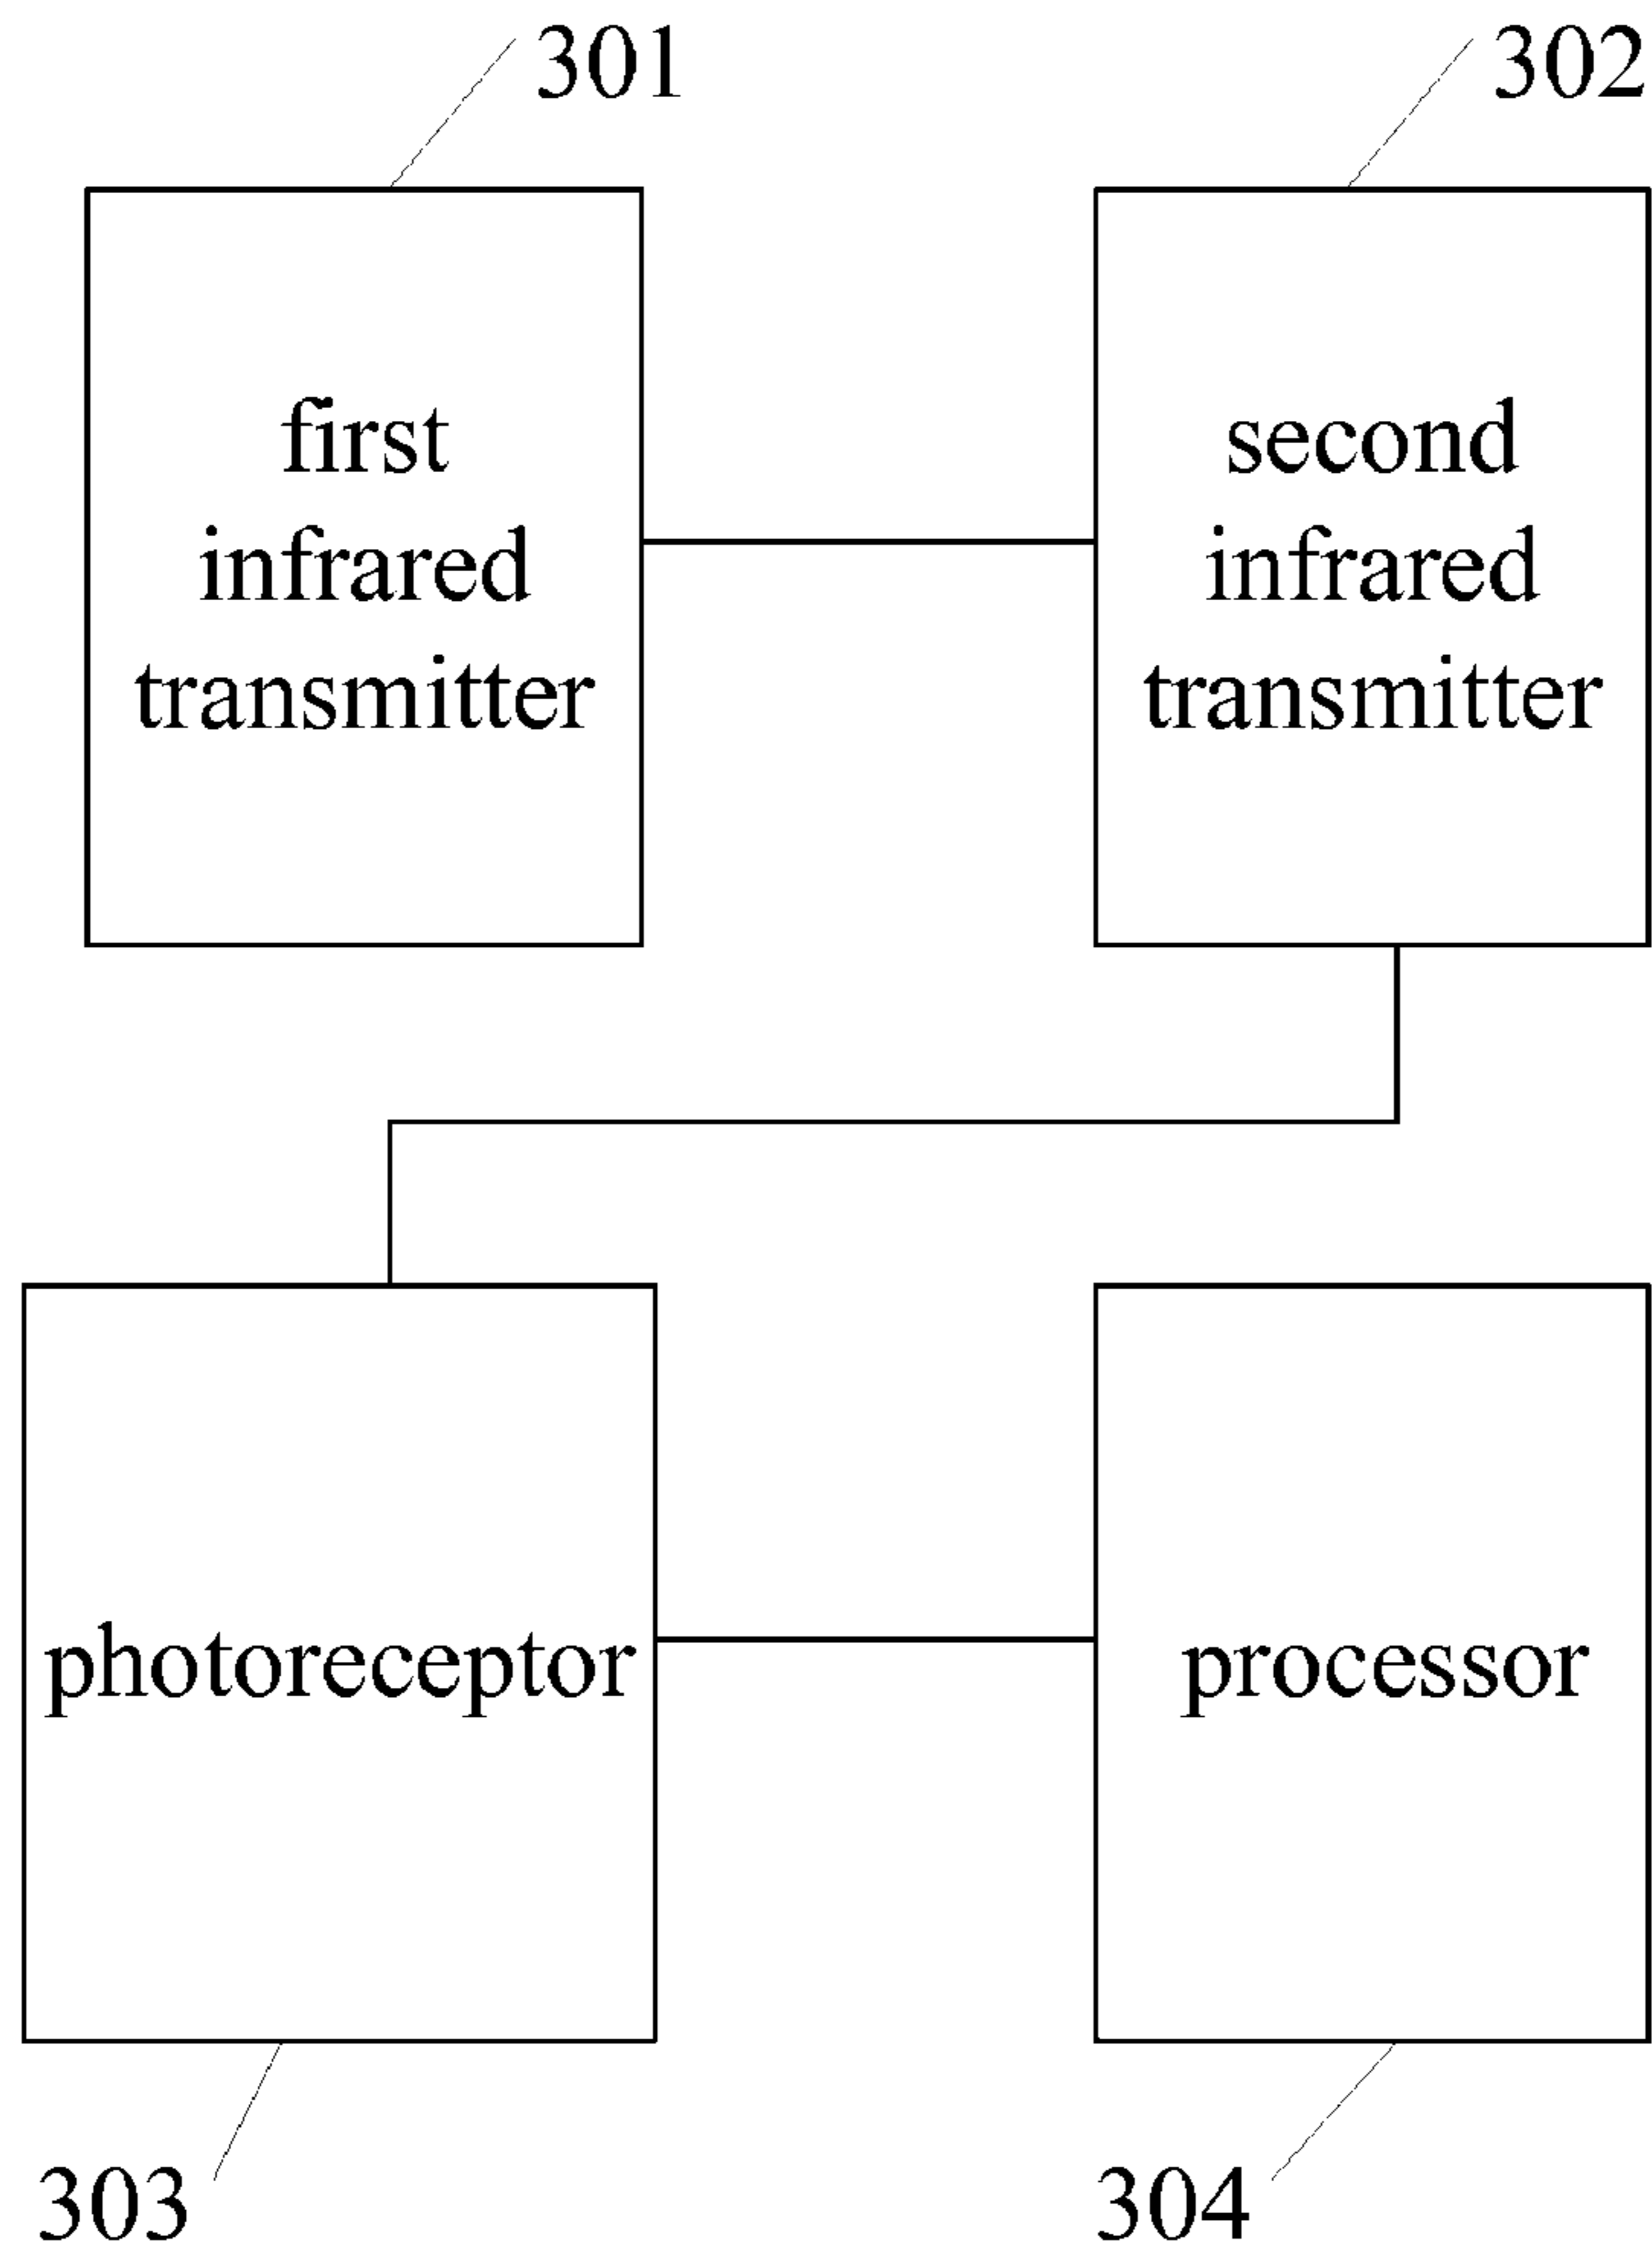 301
302
first
infrared
transmitter
second
infrared
transmitter
photoreceptor
processor
303
304